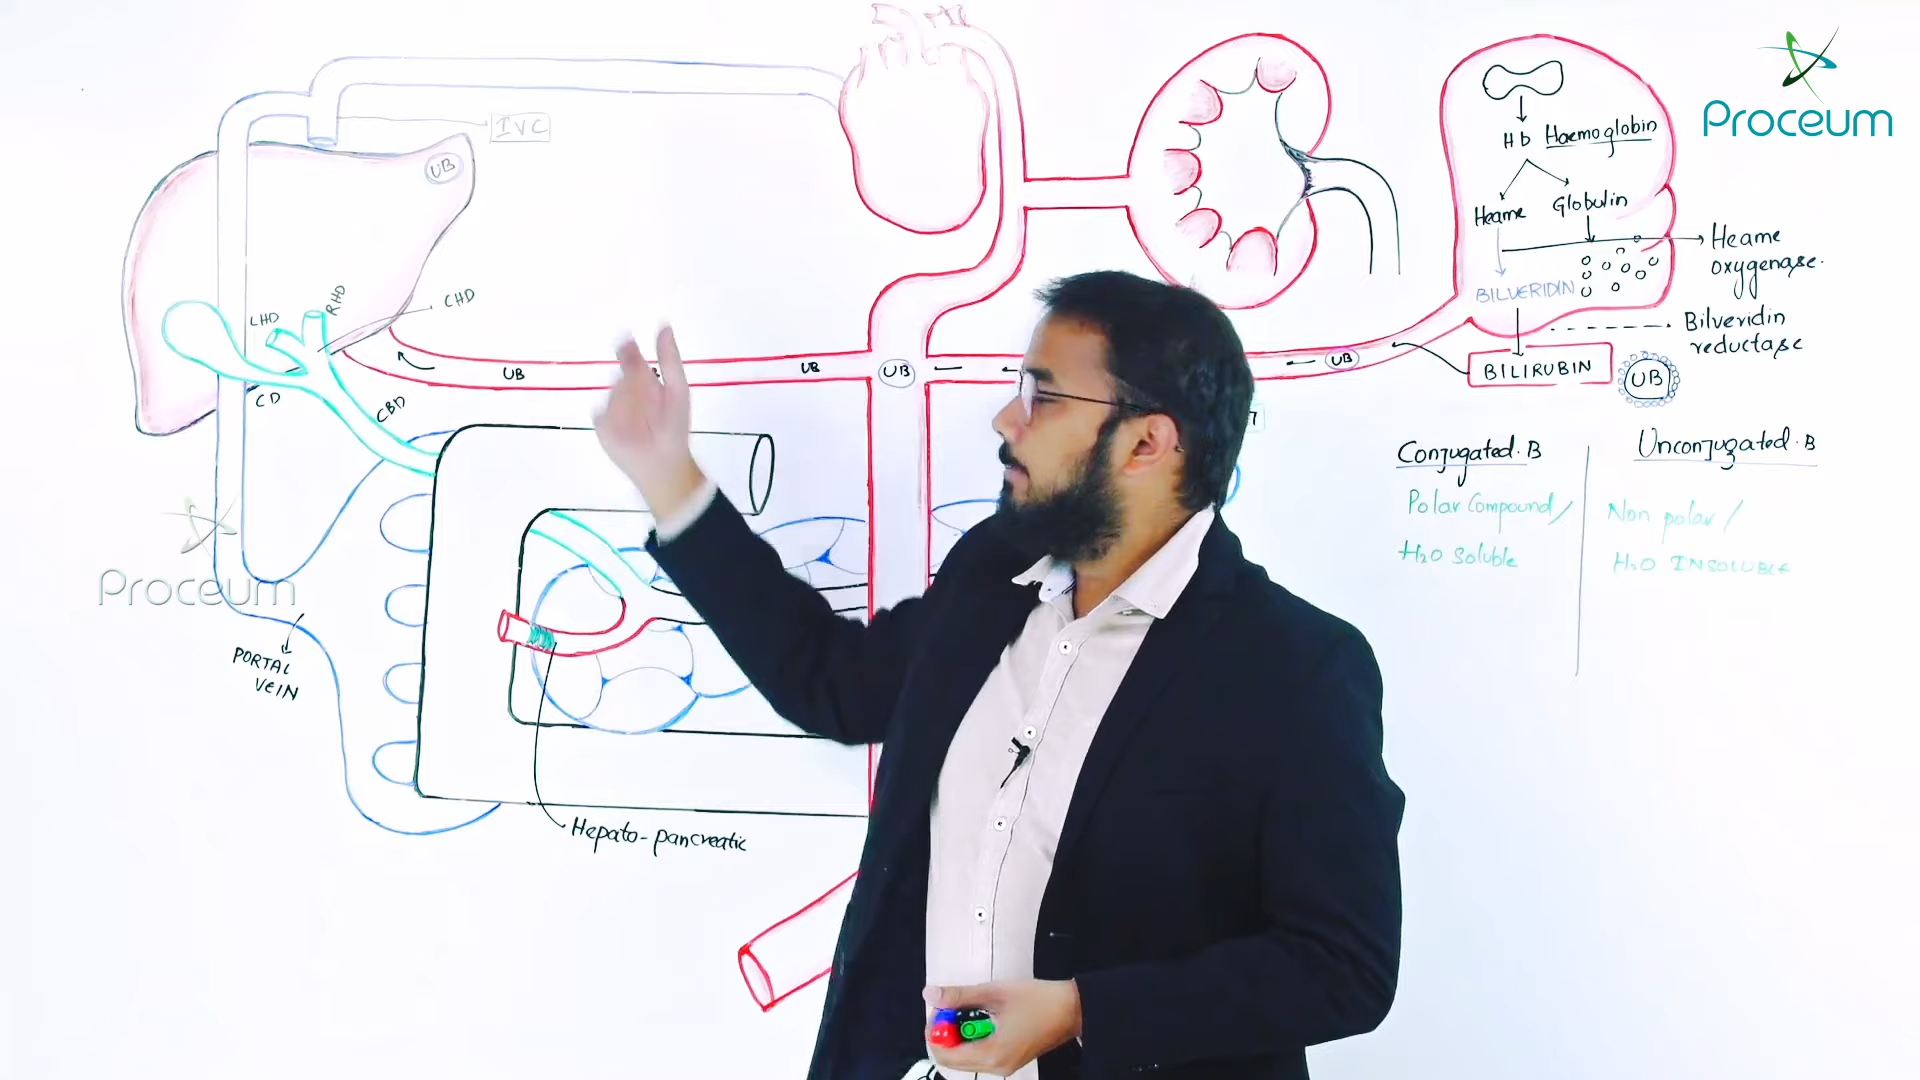 IVC
UB
LHD
RHD
CHD
CD
CBD
UB
UB
UB
UB
PORTAL
VEIN
Hepato-pancreatic
Hb Haemoglobin
Heame
Globulin
Heame
oxygenase.
BILVERIDIN
Bilveridin
reductase
BILIRUBIN
UB
Conjugated.B
Polar Compound/
H₂O Soluble
Unconjugated.B
Non polar/
H₂O INSOLUBLE
Proceum
Proceum